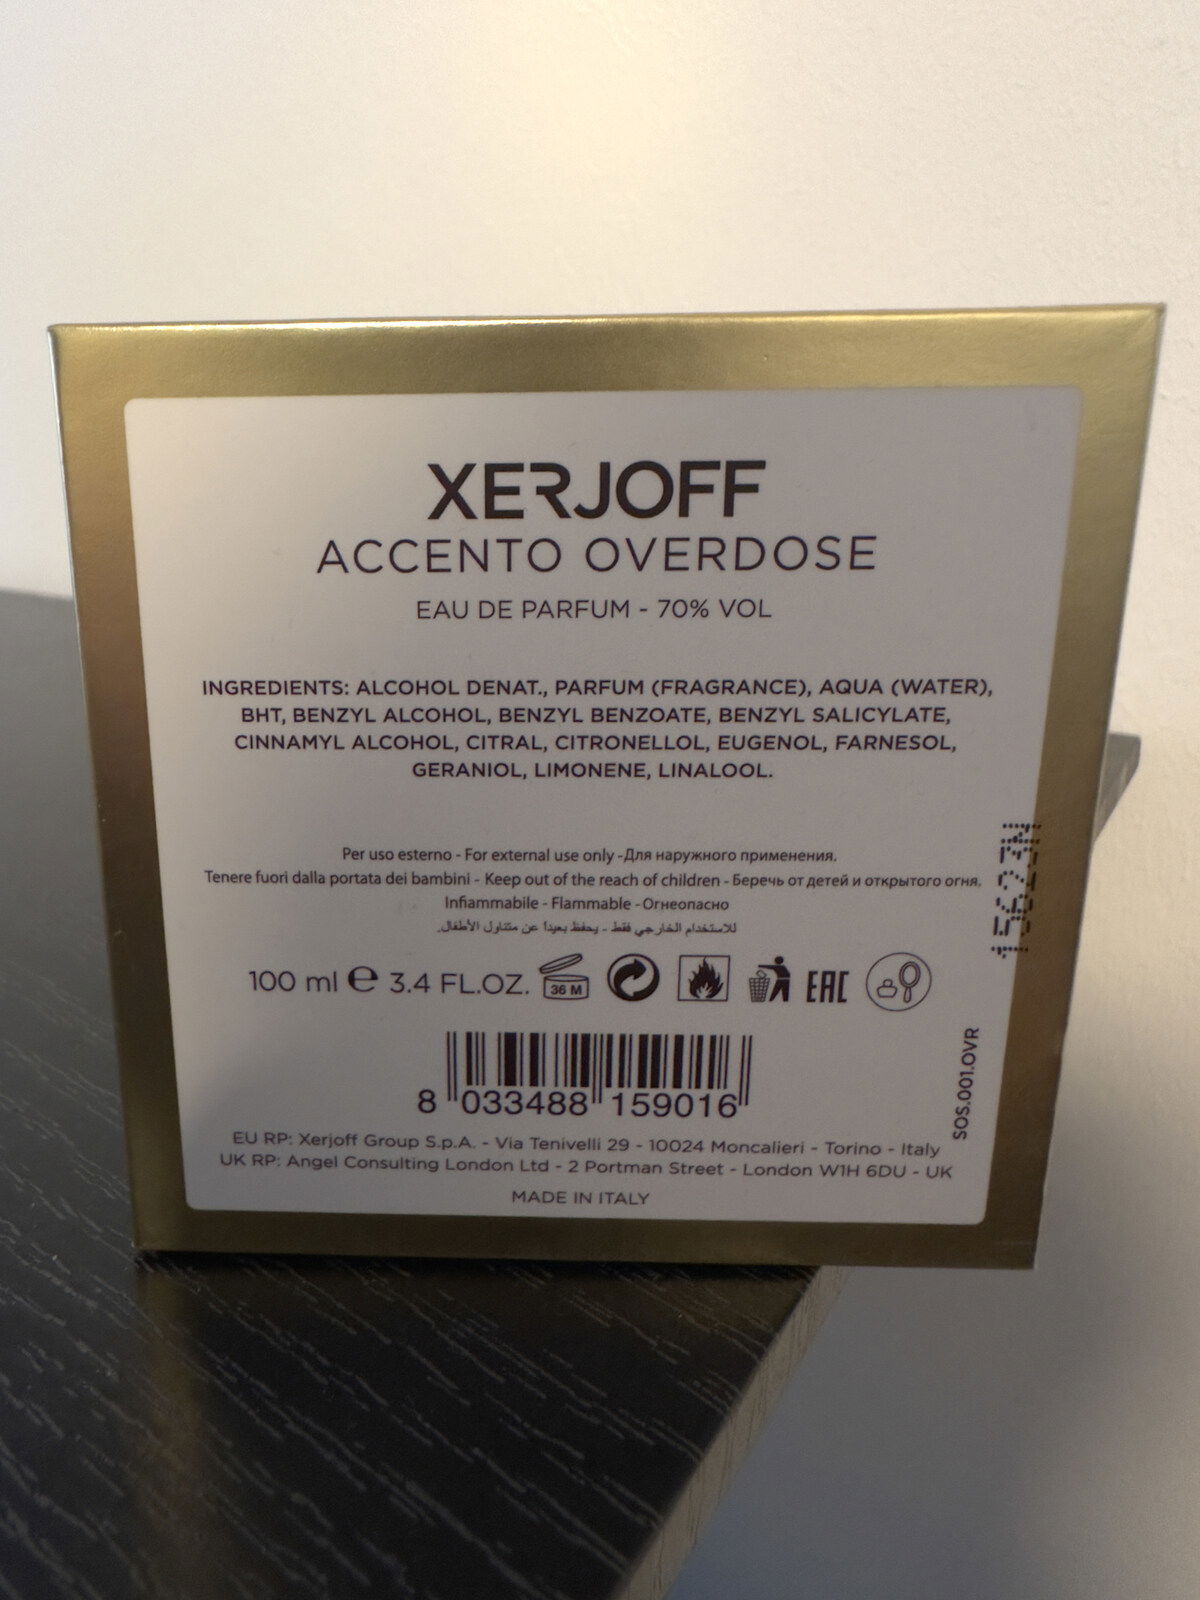 XERJOFF
ACCENTO OVERDOSE
EAU DE PARFUM - 70% VOL
INGREDIENTS: ALCOHOL DENAT., PARFUM (FRAGRANCE), AQUA (WATER),
BHT, BENZYL ALCOHOL, BENZYL BENZOATE, BENZYL SALICYLATE,
CINNAMYL ALCOHOL, CITRAL, CITRONELLOL, EUGENOL, FARNESOL,
GERANIOL, LIMONENE, LINALOOL.
Per uso esterno - For external use only -Для наружного применения.
Tenere fuori dalla portata dei bambini - Keep out of the reach of children - Беречь от детей и открытого огня.
Infiammabile - Flammable - Огнеопасно
للاستخدام الخارجي فقط - يحفظ بعيداً عن متناول الأطفال.
100 ml e 3.4 FL.OZ. 36 M EAC
8 033488 159016
SOS.001.OVR
EU RP: Xerjoff Group S.p.A. - Via Tenivelli 29 - 10024 Moncalieri - Torino - Italy
UK RP: Angel Consulting London Ltd - 2 Portman Street - London W1H 6DU - UK
MADE IN ITALY